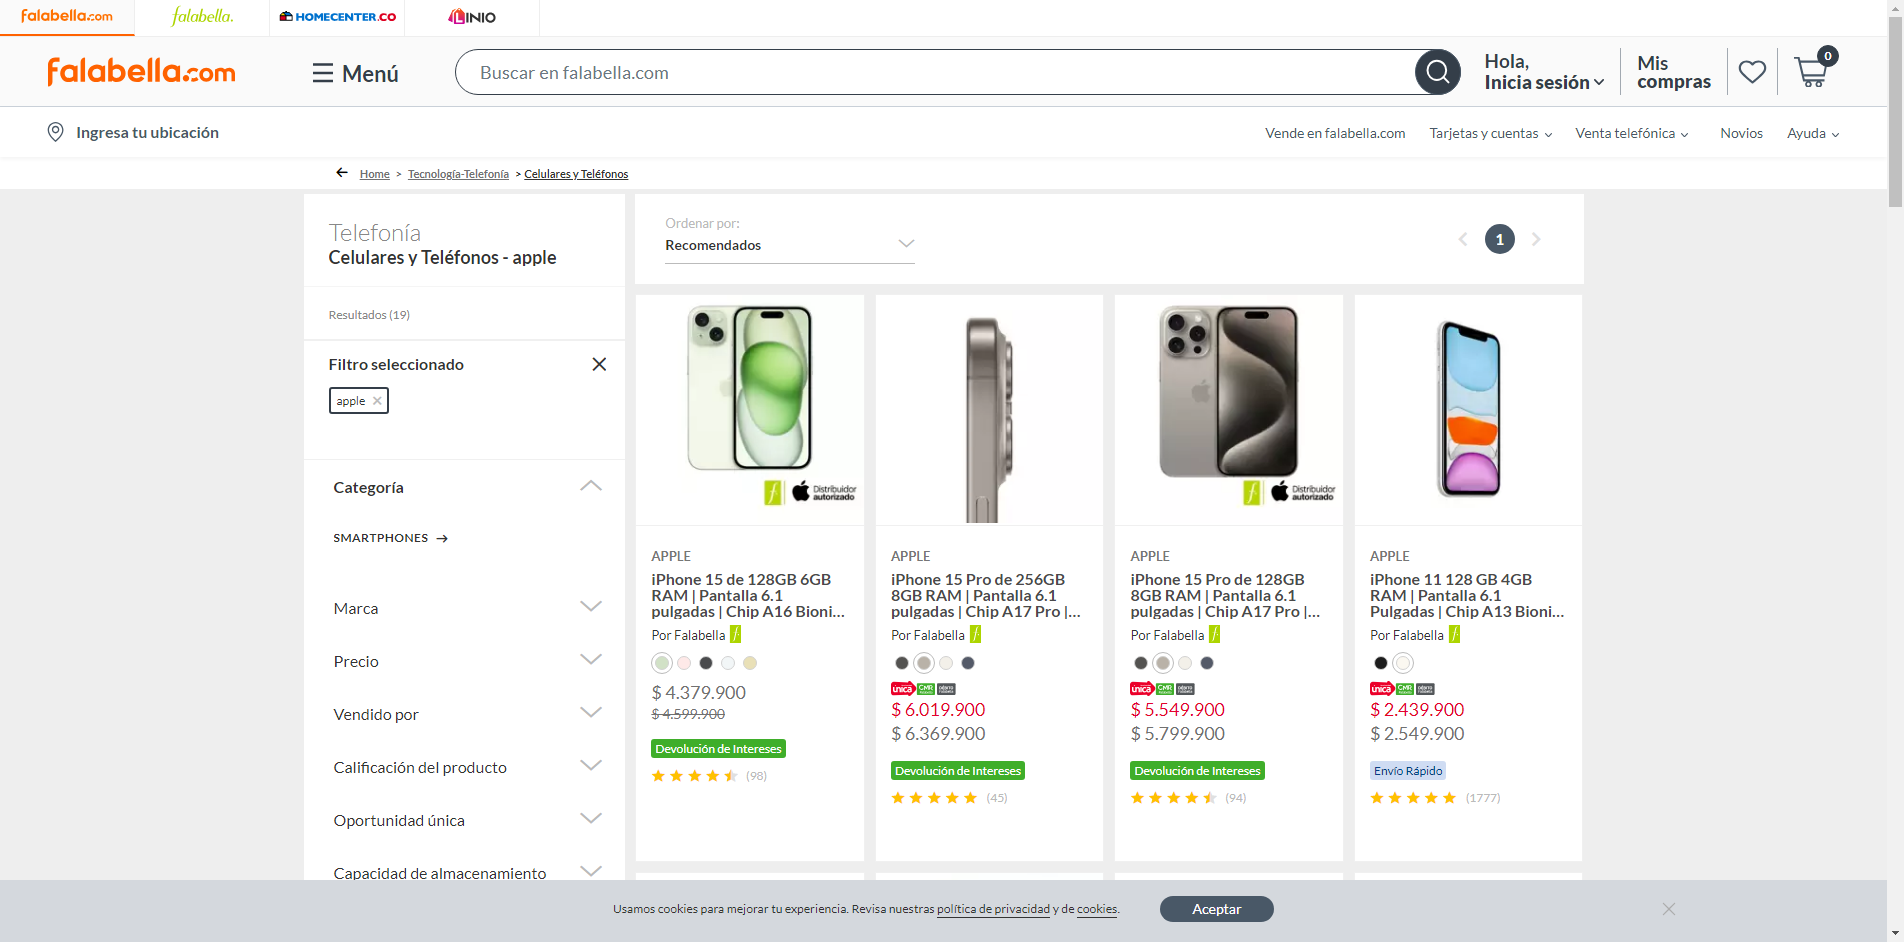 falabella.com
falabella.
HOMECENTER.CO
LINIO
falabella.com
Menú
Buscar en falabella.com
Hola,
Inicia sesión
Mis
compras
0
Ingresa tu ubicación
Vende en falabella.com
Tarjetas y cuentas
Venta telefónica
Novios
Ayuda
Home > Tecnología-Telefonía > Celulares y Teléfonos
Telefonía
Celulares y Teléfonos - apple
Resultados (19)
Filtro seleccionado
apple
Categoría
SMARTPHONES
Marca
Precio
Vendido por
Calificación del producto
Oportunidad única
Capacidad de almacenamiento
Ordenar por:
Recomendados
1
f
Distribuidor
autorizado
APPLE
iPhone 15 de 128GB 6GB
RAM | Pantalla 6.1
pulgadas | Chip A16 Bioni...
Por Falabella f
$ 4.379.900
$ 4.599.900
Devolución de Intereses
(98)
APPLE
iPhone 15 Pro de 256GB
8GB RAM | Pantalla 6.1
pulgadas | Chip A17 Pro |...
Por Falabella f
única CMR
$ 6.019.900
$ 6.369.900
Devolución de Intereses
(45)
f
Distribuidor
autorizado
APPLE
iPhone 15 Pro de 128GB
8GB RAM | Pantalla 6.1
pulgadas | Chip A17 Pro |...
Por Falabella f
única CMR
$ 5.549.900
$ 5.799.900
Devolución de Intereses
(94)
APPLE
iPhone 11 128 GB 4GB
RAM | Pantalla 6.1
Pulgadas | Chip A13 Bioni...
Por Falabella f
única CMR
$ 2.439.900
$ 2.549.900
Envío Rápido
(1777)
Usamos cookies para mejorar tu experiencia. Revisa nuestras política de privacidad y de cookies.
Aceptar